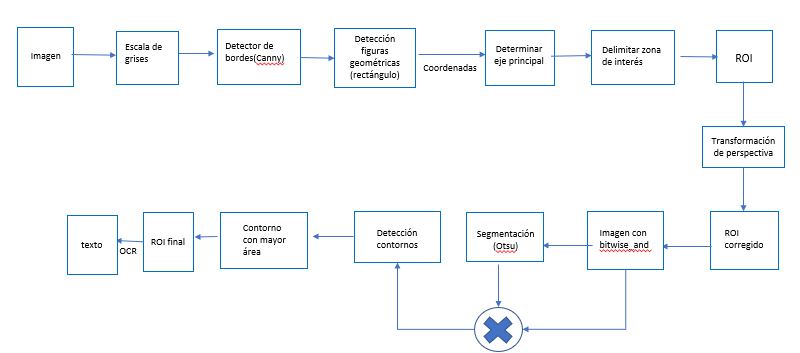 Imagen
Escala de
grises
Detector de
bordes(Canny)
Detección
figuras
geométricas
(rectángulo)
Coordenadas
Determinar
eje principal
Delimitar zona
de interés
ROI
Transformación
de perspectiva
ROI
corregido
Imagen con
bitwise_and
Segmentación
(Otsu)
Detección
contornos
Contorno
con mayor
área
ROI final
OCR
texto